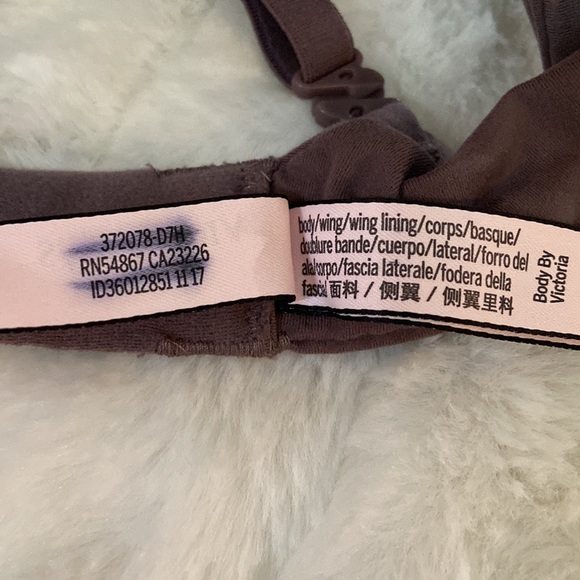 372078-D7H
RN54867 CA23226
ID36012851 11 17
body/wing/wing lining/corps/basque/
doublure bande/cuerpo/lateral/forro del
ala/corpo/fascia laterale/fodera della
fascia/面料 / 侧翼 / 侧翼里料
Body By
Victoria